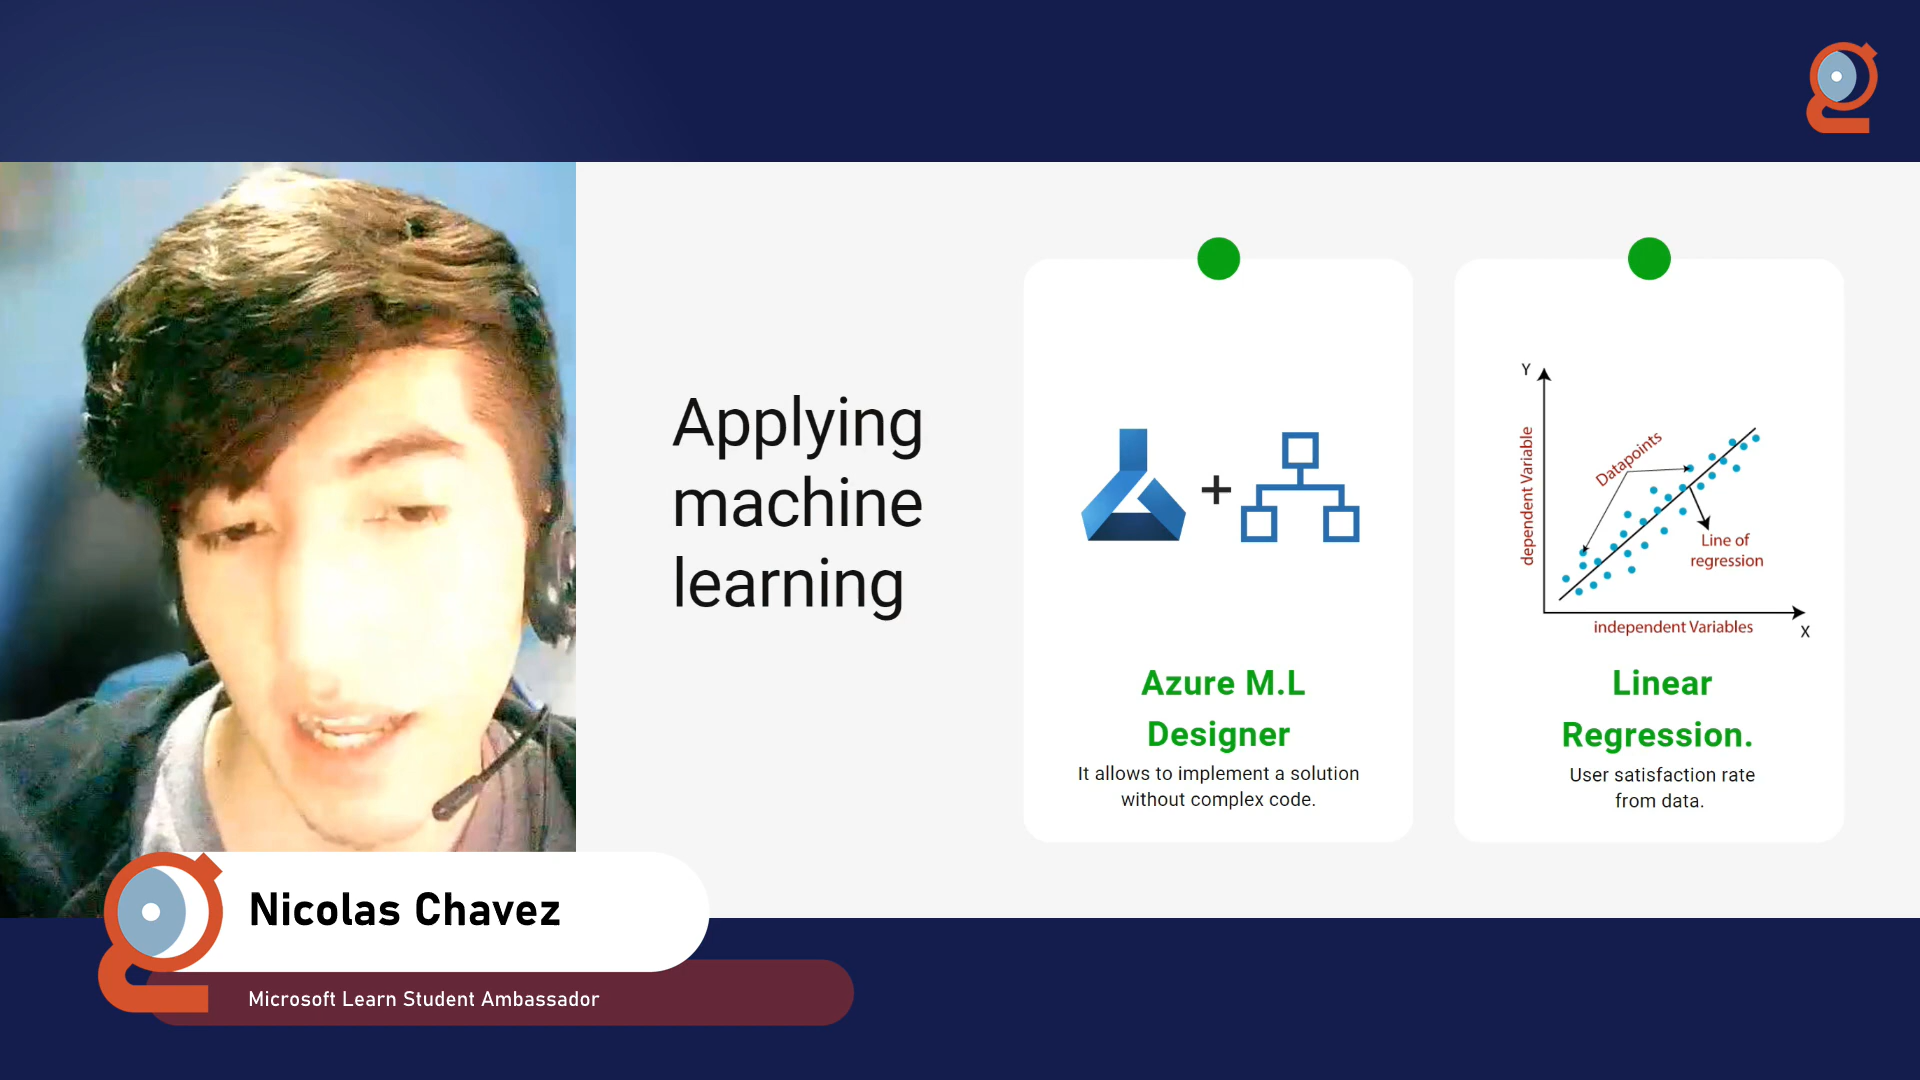 Applying
machine
learning
+
Azure M.L
Designer
It allows to implement a solution
without complex code.
Y
dependent Variable
Datapoints
Line of
regression
independent Variables
X
Linear
Regression.
User satisfaction rate
from data.
Nicolas Chavez
Microsoft Learn Student Ambassador